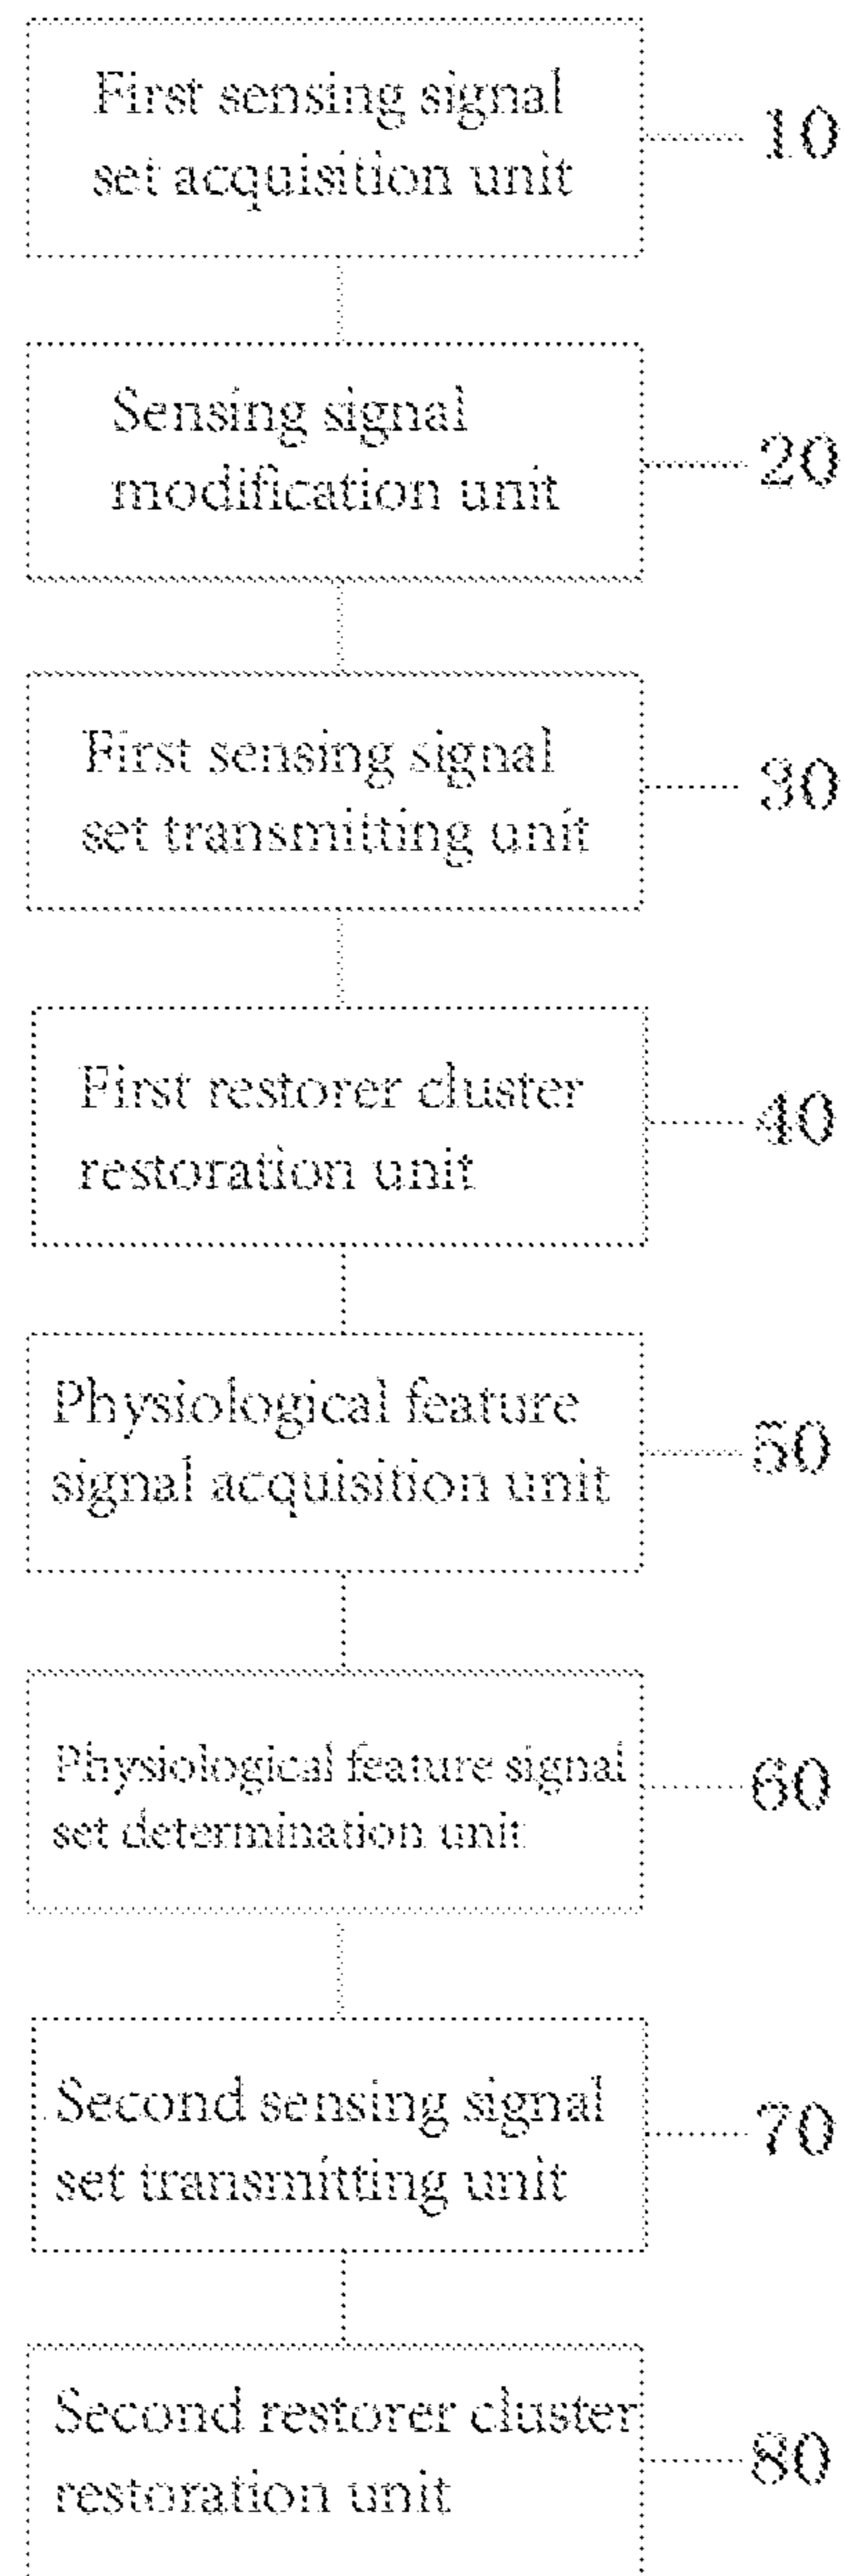 First sensing signal
set acquisition unit
10
Sensing signal
modification unit
20
First sensing signal
set transmitting unit
30
First restorer cluster
restoration unit
40
Physiological feature
signal acquisition unit
50
Physiological feature signal
set determination unit
60
Second sensing signal
set transmitting unit
70
Second restorer cluster
restoration unit
80